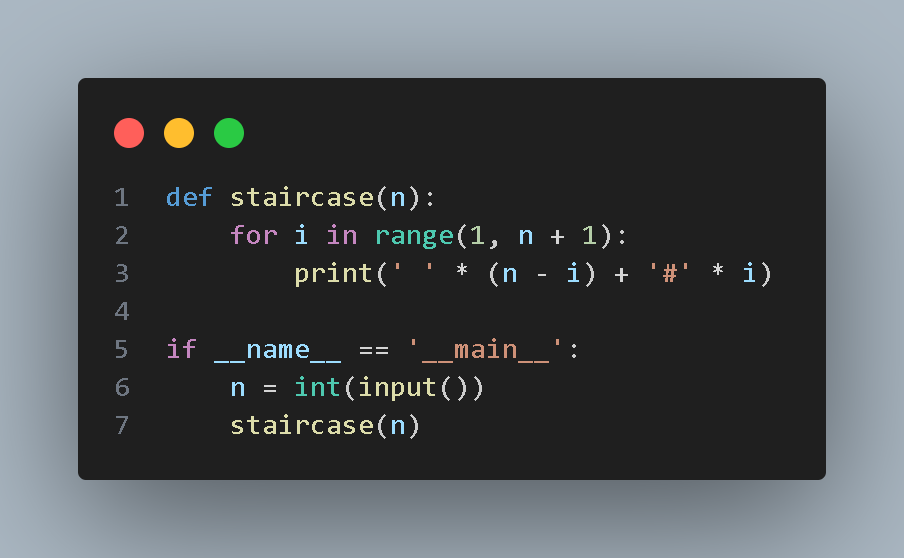 1 def staircase(n):
2     for i in range(1, n + 1):
3         print(' ' * (n - i) + '#' * i)
4
5 if __name__ == '__main__':
6     n = int(input())
7     staircase(n)